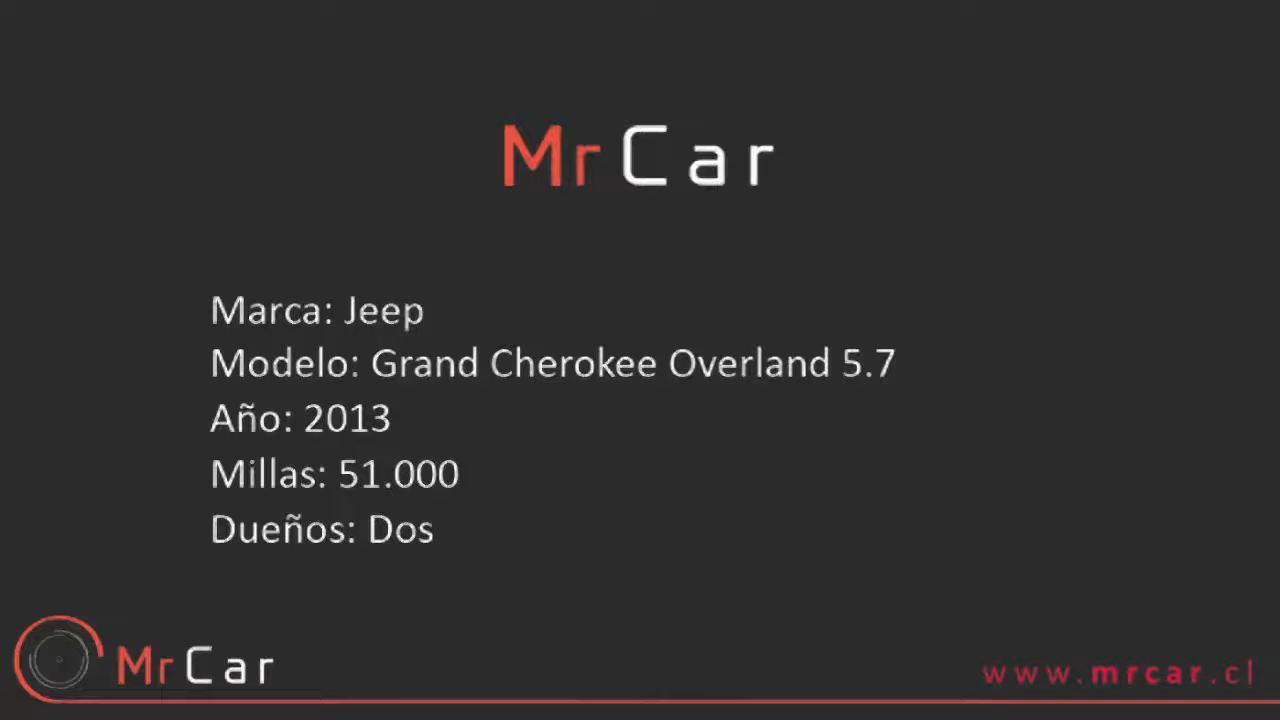 MrCar
Marca: Jeep
Modelo: Grand Cherokee Overland 5.7
Año: 2013
Millas: 51.000
Dueños: Dos
MrCar
www.mrcar.cl